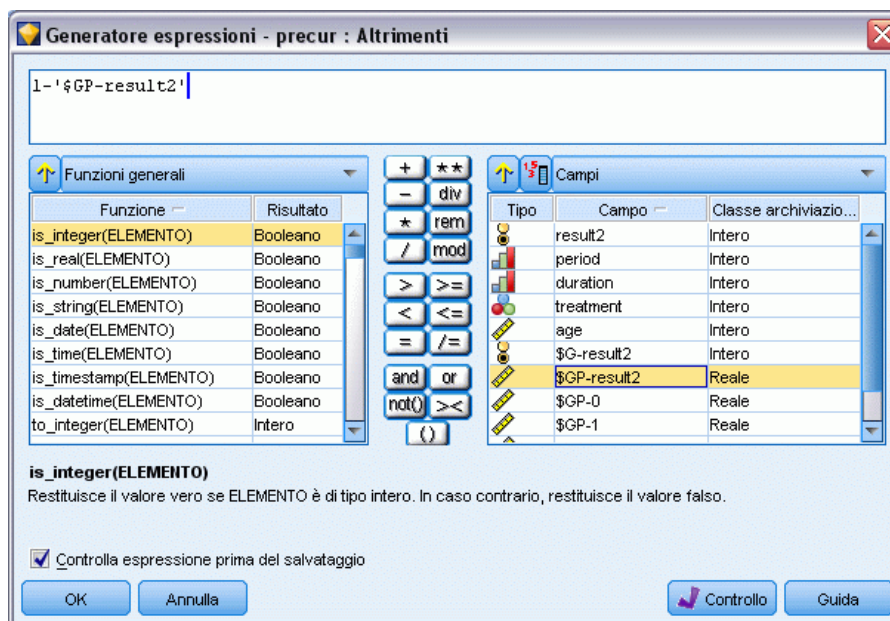 Generatore espressioni - precur : Altrimenti
1-'$GP-result2'
Funzioni generali
Funzione Risultato
is_integer(ELEMENTO) Booleano
is_real(ELEMENTO) Booleano
is_number(ELEMENTO) Booleano
is_string(ELEMENTO) Booleano
is_date(ELEMENTO) Booleano
is_time(ELEMENTO) Booleano
is_timestamp(ELEMENTO) Booleano
is_datetime(ELEMENTO) Booleano
to_integer(ELEMENTO) Intero
+ **
- div
* rem
/ mod
> >=
< <=
= /=
and or
not() ><
()
Campi
Tipo Campo Classe archiviazio...
result2 Intero
period Intero
duration Intero
treatment Intero
age Intero
$G-result2 Intero
$GP-result2 Reale
$GP-0 Reale
$GP-1 Reale
is_integer(ELEMENTO)
Restituisce il valore vero se ELEMENTO è di tipo intero. In caso contrario, restituisce il valore falso.
Controlla espressione prima del salvataggio
OK Annulla Controllo Guida